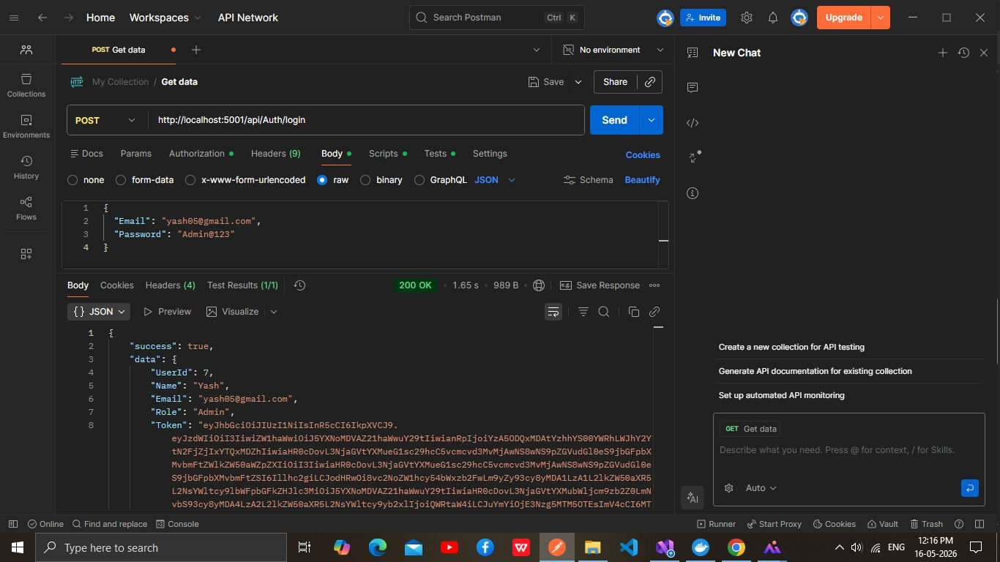 Home Workspaces API Network Search Postman Ctrl K Invite Upgrade
POST Get data No environment New Chat
HTTP My Collection / Get data Save Share
Collections
POST http://localhost:5001/api/Auth/login Send
Environments
Docs Params Authorization Headers (9) Body Scripts Tests Settings Cookies
History
none form-data x-www-form-urlencoded raw binary GraphQL JSON Schema Beautify
Flows
1 {
2 "Email": "yash05@gmail.com",
3 "Password": "Admin@123"
4 }
Body Cookies Headers (4) Test Results (1/1) 200 OK 1.65 s 989 B e.g. Save Response
{} JSON Preview Visualize
1 {
2 "success": true,
3 "data": {
4 "UserId": 7,
5 "Name": "Yash",
6 "Email": "yash05@gmail.com",
7 "Role": "Admin",
8 "Token": "eyJhbGciOiJIUzI1NiIsInR5cCI6IkpXVCJ9.
Create a new collection for API testing
Generate API documentation for existing collection
Set up automated API monitoring
GET Get data
Describe what you need. Press @ for context, / for Skills.
Auto
AI
Online Find and replace Console Runner Start Proxy Cookies Vault Trash
Type here to search ENG 12:16 PM
16-05-2026